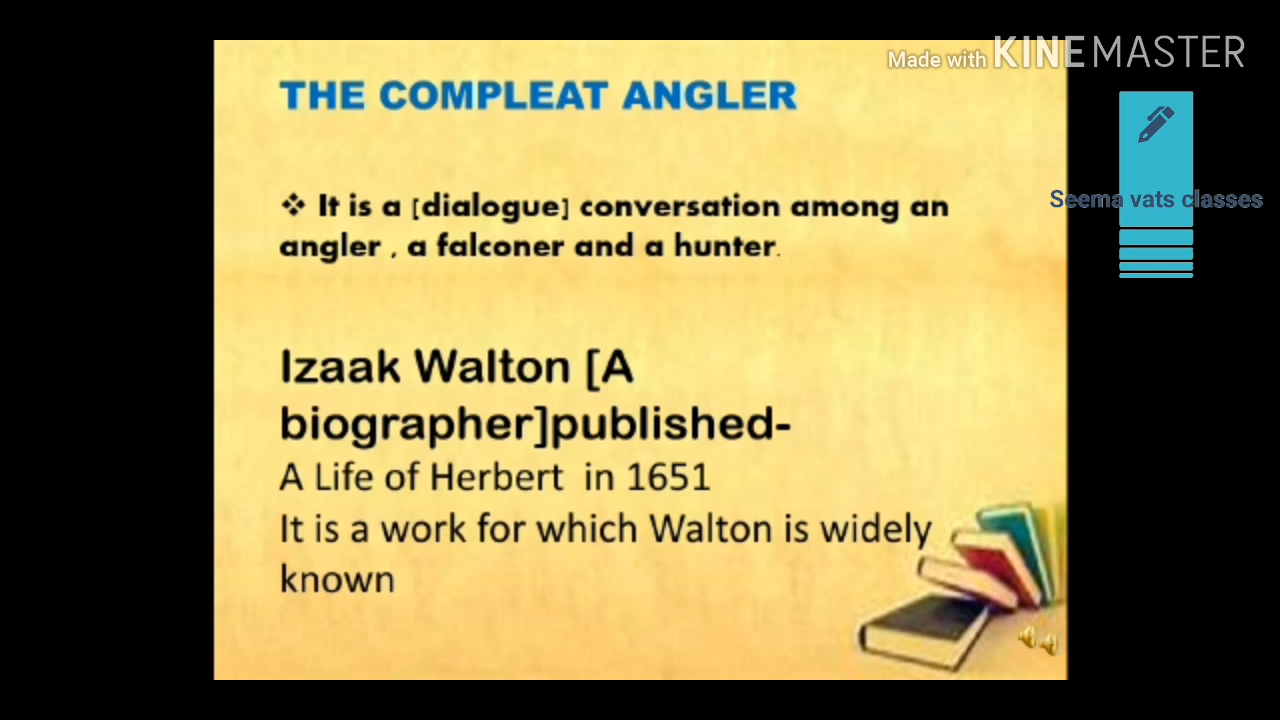 Made with KINEMASTER
THE COMPLEAT ANGLER
Seema vats classes
❖ It is a [dialogue] conversation among an
angler , a falconer and a hunter.
Izaak Walton [A
biographer]published-
A Life of Herbert in 1651
It is a work for which Walton is widely
known